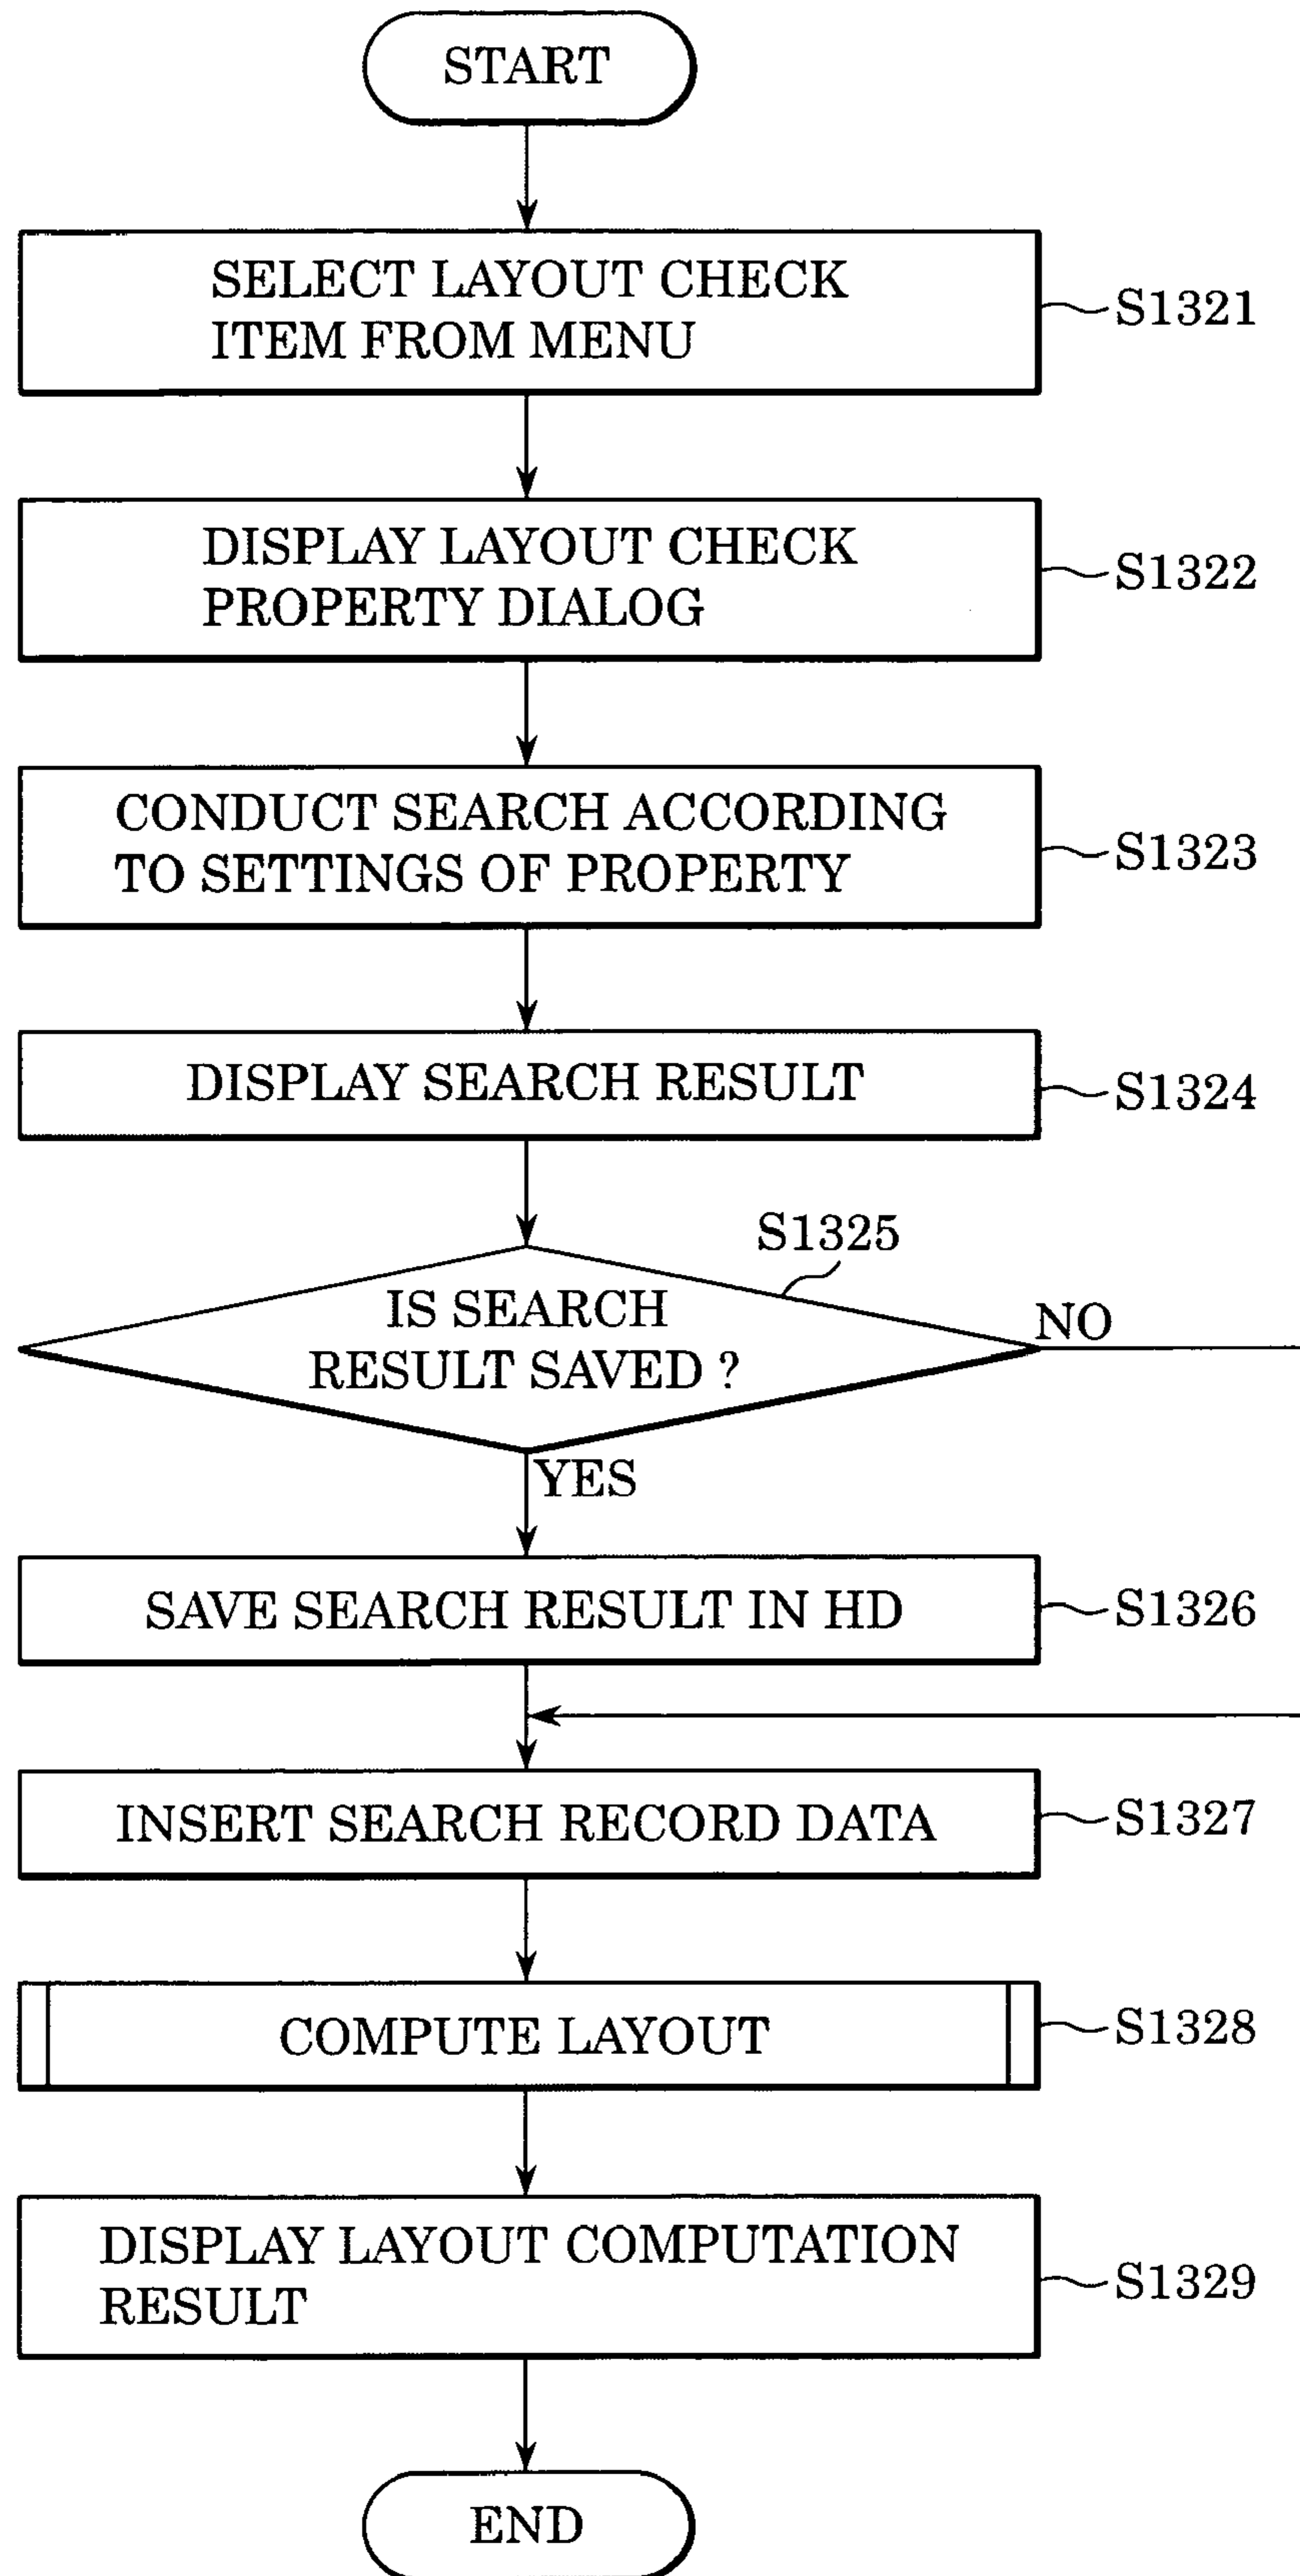 START
SELECT LAYOUT CHECK
ITEM FROM MENU
S1321
DISPLAY LAYOUT CHECK
PROPERTY DIALOG
S1322
CONDUCT SEARCH ACCORDING
TO SETTINGS OF PROPERTY
S1323
DISPLAY SEARCH RESULT
S1324
S1325
IS SEARCH
RESULT SAVED ?
NO
YES
SAVE SEARCH RESULT IN HD
S1326
INSERT SEARCH RECORD DATA
S1327
COMPUTE LAYOUT
S1328
DISPLAY LAYOUT COMPUTATION
RESULT
S1329
END